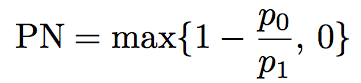 PN = max{1 − p₀/p₁, 0}